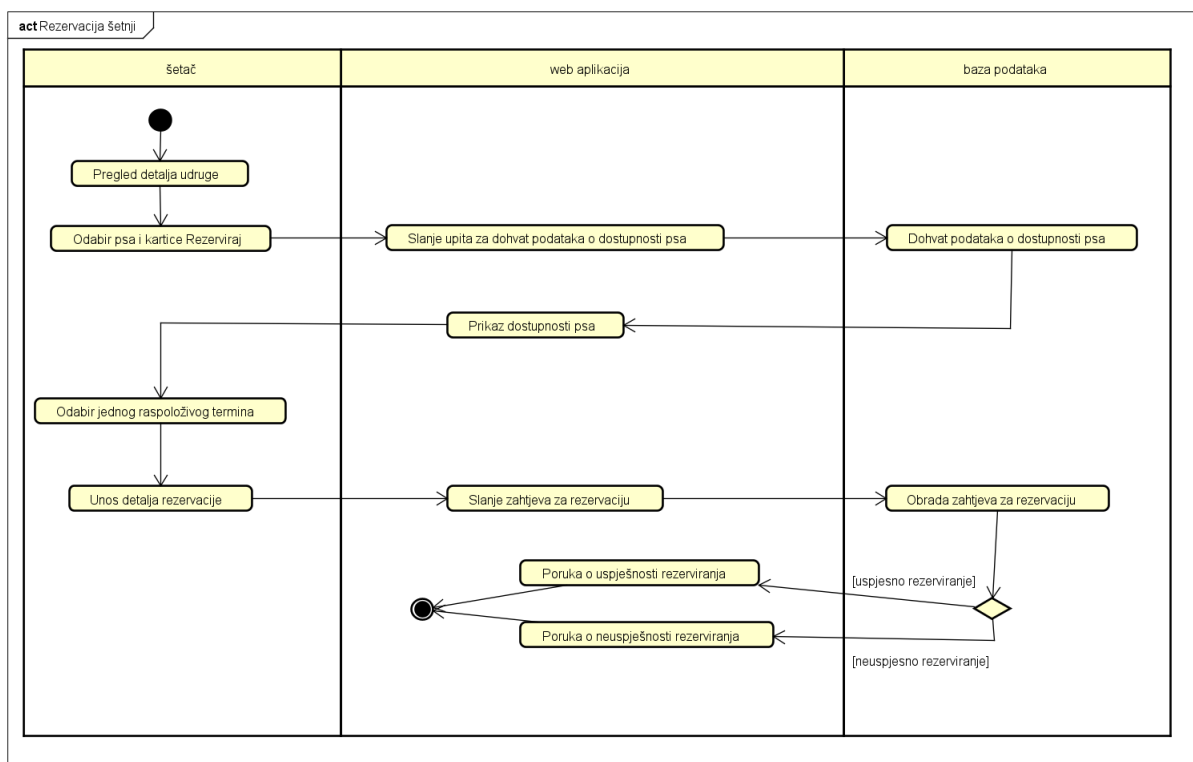 act Rezervacija šetnji
šetač
web aplikacija
baza podataka
Pregled detalja udruge
Odabir psa i kartice Rezerviraj
Slanje upita za dohvat podataka o dostupnosti psa
Dohvat podataka o dostupnosti psa
Prikaz dostupnosti psa
Odabir jednog raspoloživog termina
Unos detalja rezervacije
Slanje zahtjeva za rezervaciju
Obrada zahtjeva za rezervaciju
Poruka o uspješnosti rezerviranja
[uspjesno rezerviranje]
Poruka o neuspješnosti rezerviranja
[neuspjesno rezerviranje]